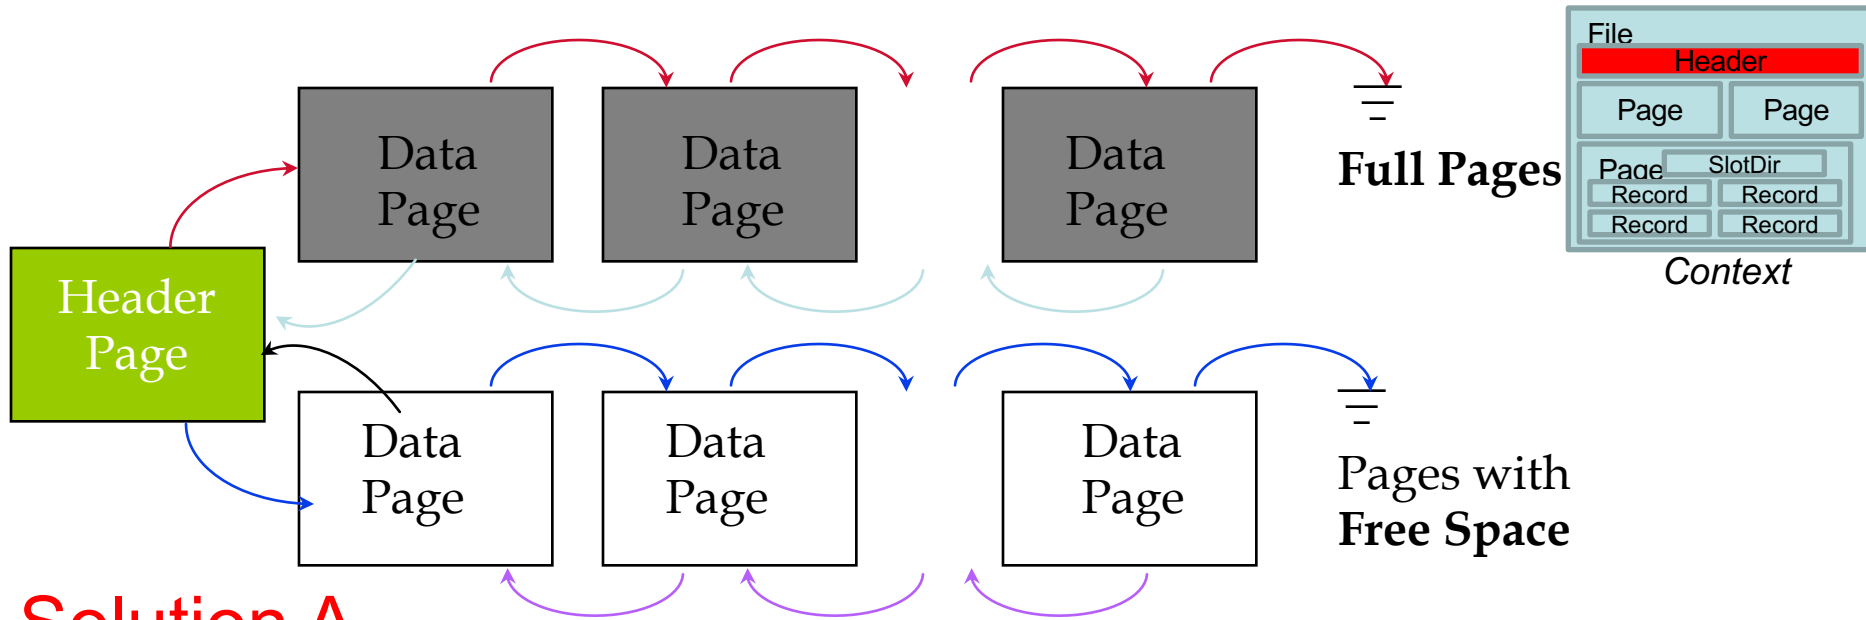 Data
Page
Data
Page
Data
Page
Full Pages
Header
Page
Data
Page
Data
Page
Data
Page
Pages with
Free Space
File
Header
Page
Page
Page
SlotDir
Record
Record
Record
Record
Context
Solution A